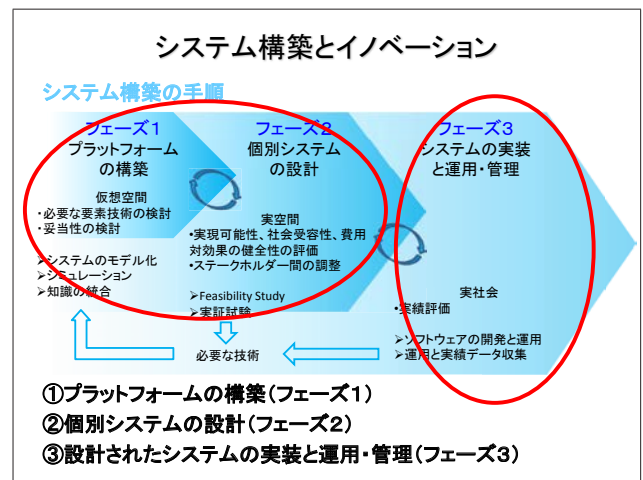 システム構築とイノベーション
システム構築の手順
フェーズ1
プラットフォーム
の構築
仮想空間
・必要な要素技術の検討
・妥当性の検討
➢システムのモデル化
➢シミュレーション
➢知識の統合
フェーズ2
個別システム
の設計
実空間
・実現可能性、社会受容性、費用
対効果の健全性の評価
・ステークホルダー間の調整
➢Feasibility Study
➢実証試験
フェーズ3
システムの実装
と運用・管理
実社会
・実績評価
➢ソフトウェアの開発と運用
➢運用と実績データ収集
必要な技術
①プラットフォームの構築(フェーズ1)
②個別システムの設計(フェーズ2)
③設計されたシステムの実装と運用・管理(フェーズ3)